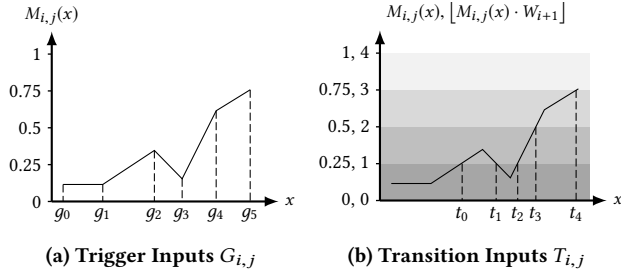 M_{i,j}(x)
1
0.75
0.5
0.25
0
g_0 g_1 g_2 g_3 g_4 g_5 x
(a) Trigger Inputs G_{i,j}
M_{i,j}(x), ⌊M_{i,j}(x) · W_{i+1}⌋
1, 4
0.75, 3
0.5, 2
0.25, 1
0, 0
t_0 t_1 t_2 t_3 t_4 x
(b) Transition Inputs T_{i,j}